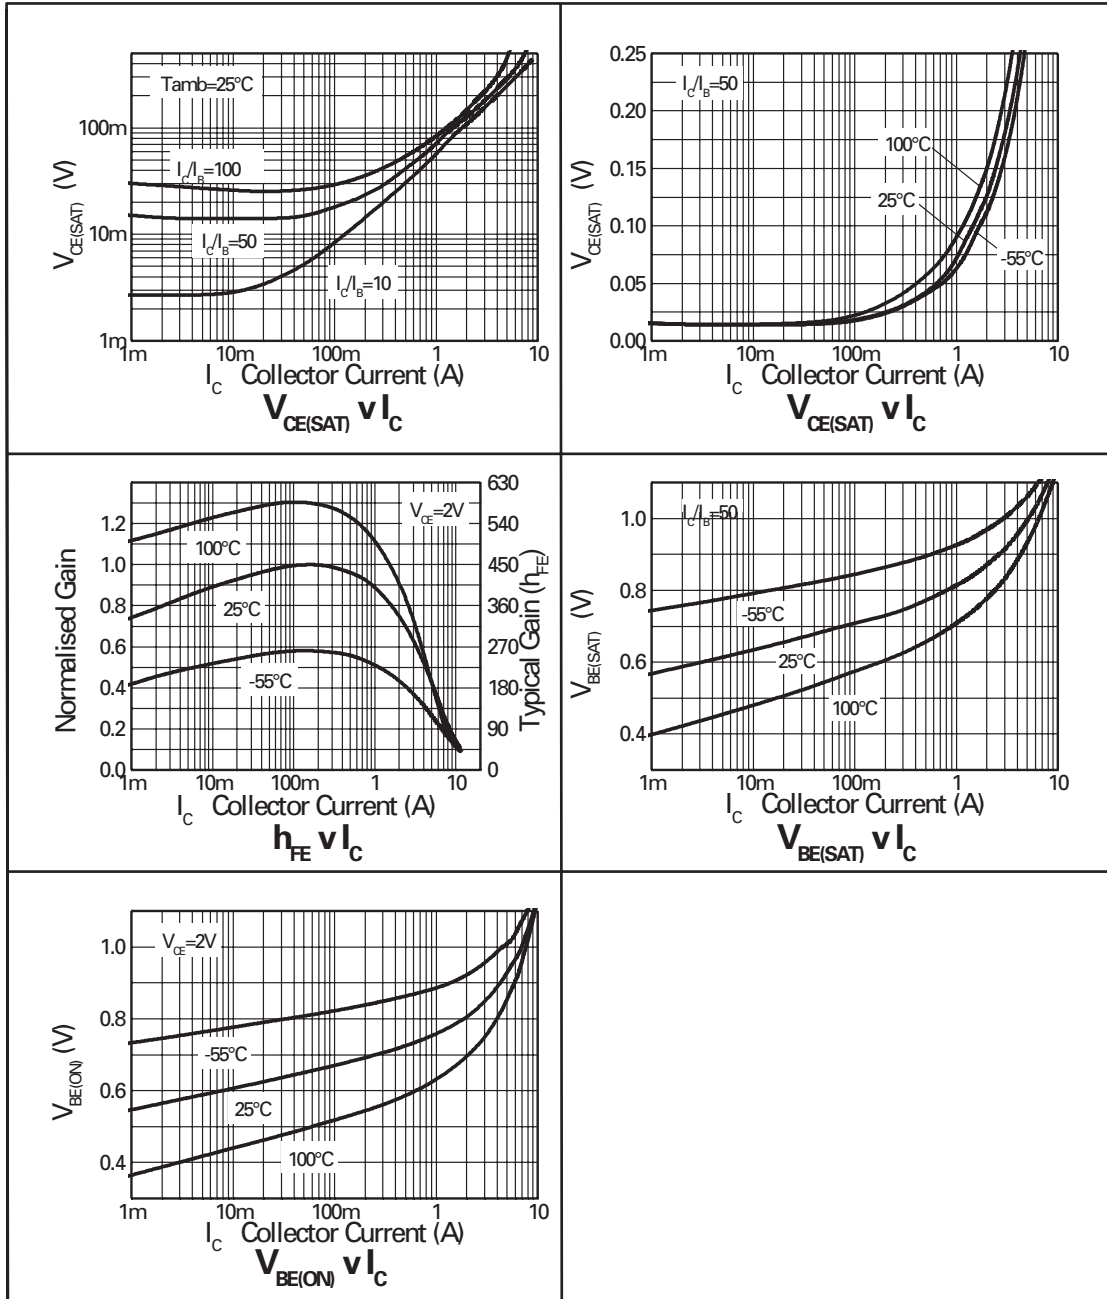 Tamb=25°C
100m
I_C/I_B=100
V_CE(SAT) (V)
10m
I_C/I_B=50
I_C/I_B=10
1m
1m 10m 100m 1 10
I_C Collector Current (A)
V_CE(SAT) v I_C
0.25
I_C/I_B=50
0.20
100°C
0.15
25°C
V_CE(SAT) (V)
0.10
-55°C
0.05
0.00
1m 10m 100m 1 10
I_C Collector Current (A)
V_CE(SAT) v I_C
630
V_CE=2V
1.2 540
100°C
1.0 450
Normalised Gain
Typical Gain (h_FE)
0.8 360
25°C
0.6 270
-55°C
0.4 180
0.2 90
0.0 0
1m 10m 100m 1 10
I_C Collector Current (A)
h_FE v I_C
I_C/I_B=50
1.0
0.8
-55°C
V_BE(SAT) (V)
25°C
0.6
100°C
0.4
1m 10m 100m 1 10
I_C Collector Current (A)
V_BE(SAT) v I_C
V_CE=2V
1.0
0.8
-55°C
V_BE(ON) (V)
0.6
25°C
100°C
0.4
1m 10m 100m 1 10
I_C Collector Current (A)
V_BE(ON) v I_C